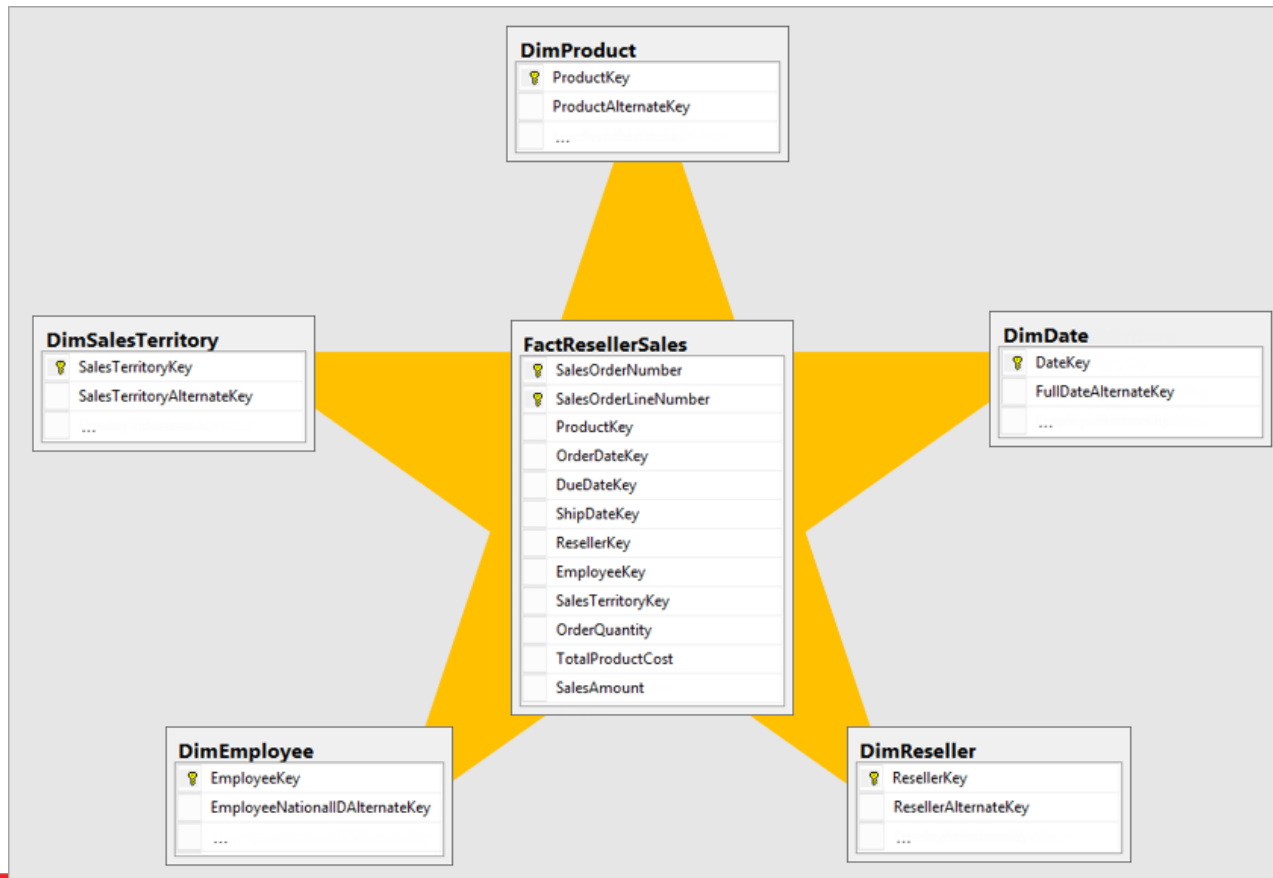 DimProduct
ProductKey
ProductAlternateKey
...
DimSalesTerritory
SalesTerritoryKey
SalesTerritoryAlternateKey
...
FactResellerSales
SalesOrderNumber
SalesOrderLineNumber
ProductKey
OrderDateKey
DueDateKey
ShipDateKey
ResellerKey
EmployeeKey
SalesTerritoryKey
OrderQuantity
TotalProductCost
SalesAmount
DimDate
DateKey
FullDateAlternateKey
...
DimEmployee
EmployeeKey
EmployeeNationalIDAlternateKey
...
DimReseller
ResellerKey
ResellerAlternateKey
...